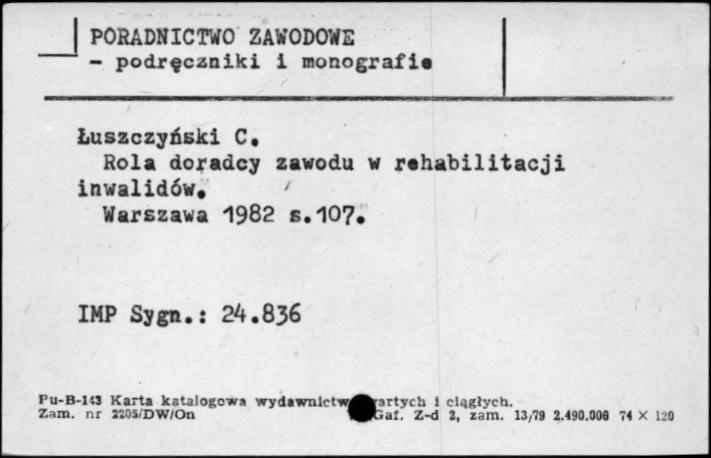 PORADNICTWO ZAWODOWE
- podręczniki i monografie
Łuszczyński C.
Rola doradcy zawodu w rehabilitacji
inwalidów.
Warszawa 1982 s.107.
IMP Sygn.: 24.836
Pu-B-143 Karta katalogowa wydawnictw artych i ciągłych.
Zam. nr 2205/DW/On Gaf. Z-d 2, zam. 13/79 2.490.000 74 × 120